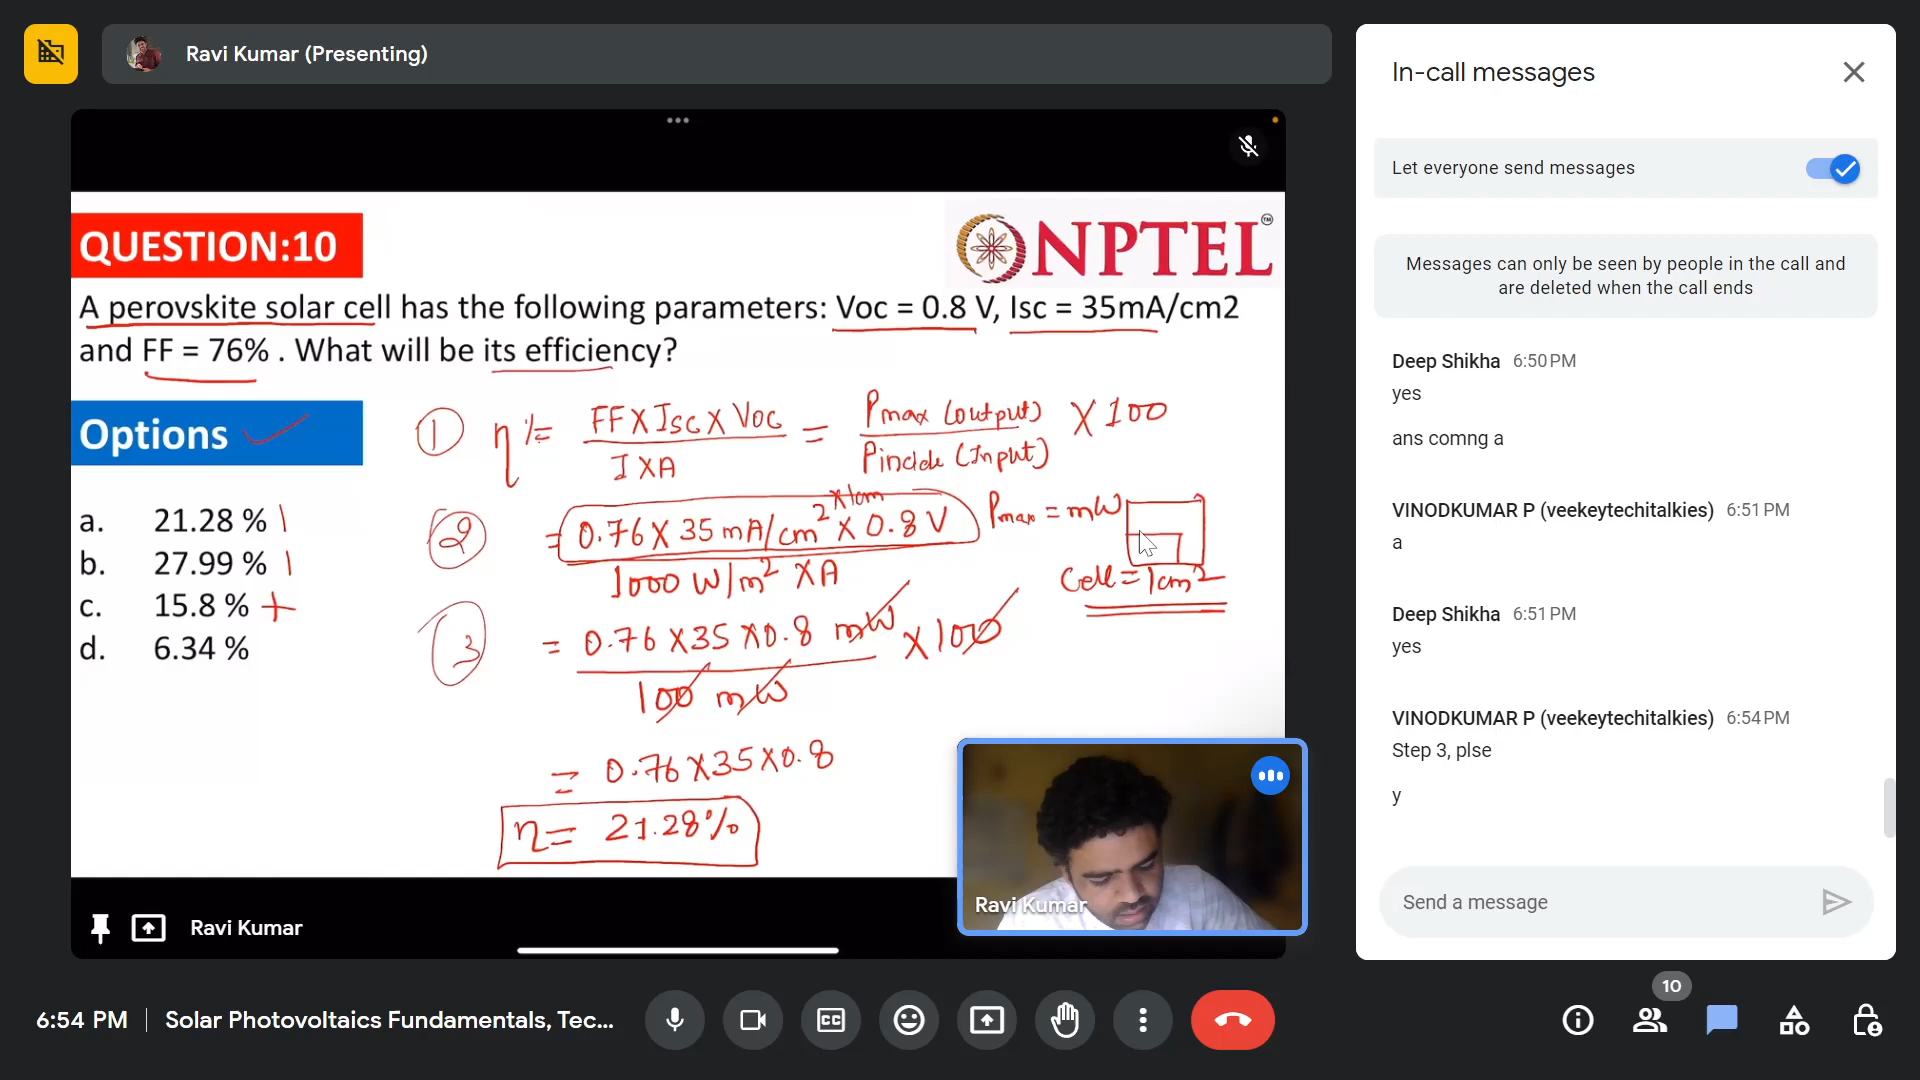 Ravi Kumar (Presenting)
QUESTION:10
NPTEL
TM
A perovskite solar cell has the following parameters: Voc = 0.8 V, Isc = 35mA/cm2
and FF = 76% . What will be its efficiency?
Options
a. 21.28 %
b. 27.99 %
c. 15.8 %
d. 6.34 %
① η % = FF X Isc X Voc / I X A = Pmax (output) / Pincide (Input) X 100
② = 0.76 X 35 mA/cm² X 1cm X 0.8 V / 1000 W/m² X A
Pmax = mW
Cell = 1cm²
③ = 0.76 X 35 X 0.8 mW / 100 mW X 100
= 0.76 X 35 X 0.8
η = 21.28%
Ravi Kumar
Ravi Kumar
In-call messages
Let everyone send messages
Messages can only be seen by people in the call and
are deleted when the call ends
Deep Shikha 6:50 PM
yes
ans comng a
VINODKUMAR P (veekeytechitalkies) 6:51 PM
a
Deep Shikha 6:51 PM
yes
VINODKUMAR P (veekeytechitalkies) 6:54 PM
Step 3, plse
y
Send a message
6:54 PM | Solar Photovoltaics Fundamentals, Tec...
CC
10